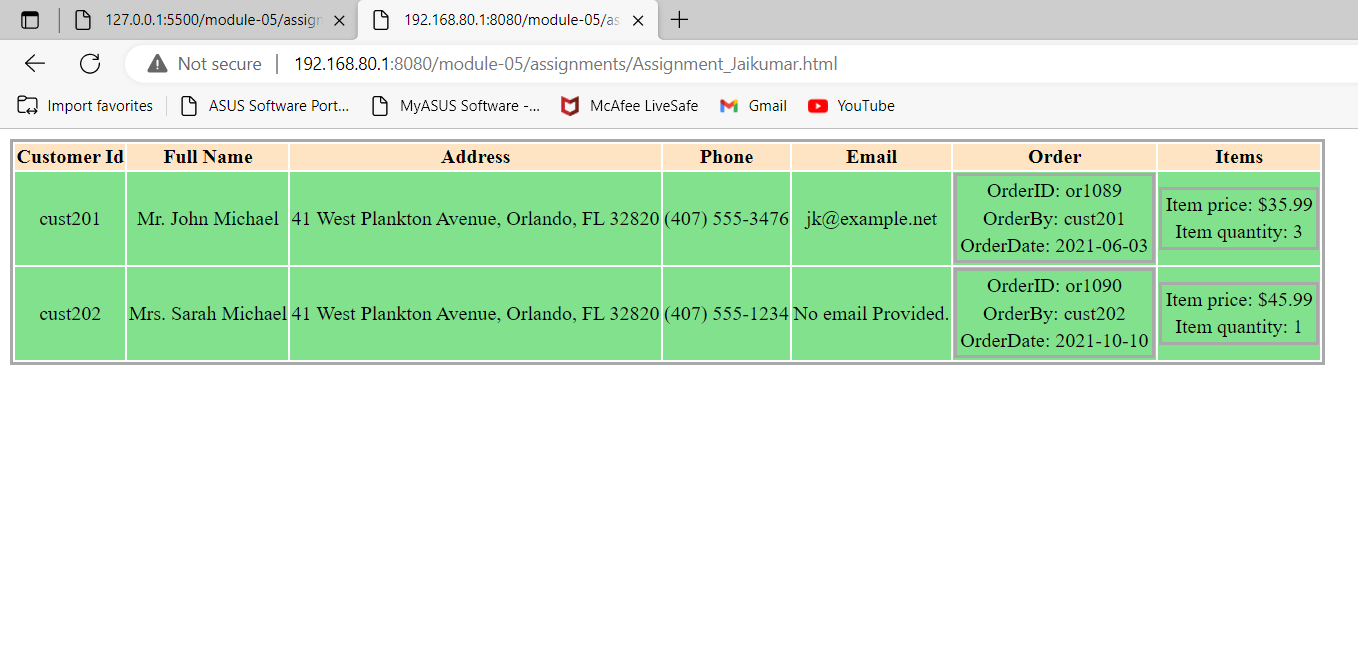 127.0.0.1:5500/module-05/assign
192.168.80.1:8080/module-05/as
Not secure 192.168.80.1:8080/module-05/assignments/Assignment_Jaikumar.html
Import favorites ASUS Software Port... MyASUS Software -... McAfee LiveSafe Gmail YouTube
Customer Id Full Name Address Phone Email Order Items
cust201 Mr. John Michael 41 West Plankton Avenue, Orlando, FL 32820 (407) 555-3476 jk@example.net
OrderID: or1089
OrderBy: cust201
OrderDate: 2021-06-03
Item price: $35.99
Item quantity: 3
cust202 Mrs. Sarah Michael 41 West Plankton Avenue, Orlando, FL 32820 (407) 555-1234 No email Provided.
OrderID: or1090
OrderBy: cust202
OrderDate: 2021-10-10
Item price: $45.99
Item quantity: 1